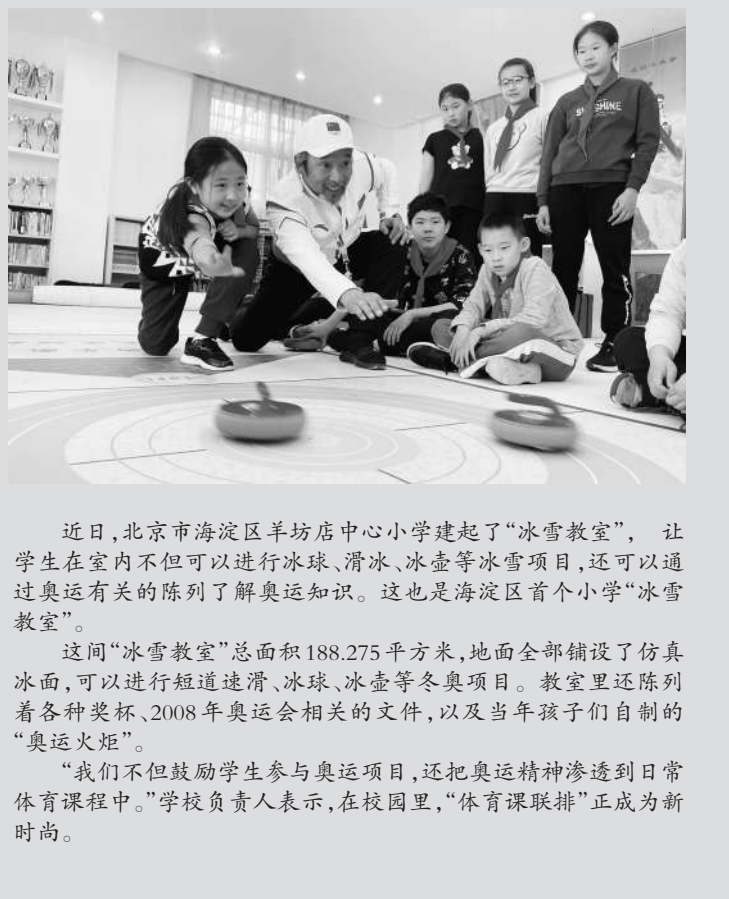 SUNSHINE
近日，北京市海淀区羊坊店中心小学建起了“冰雪教室”， 让
学生在室内不但可以进行冰球、滑冰、冰壶等冰雪项目，还可以通
过奥运有关的陈列了解奥运知识。这也是海淀区首个小学“冰雪
教室”。
这间“冰雪教室”总面积188.275平方米，地面全部铺设了仿真
冰面，可以进行短道速滑、冰球、冰壶等冬奥项目。教室里还陈列
着各种奖杯、2008年奥运会相关的文件，以及当年孩子们自制的
“奥运火炬”。
“我们不但鼓励学生参与奥运项目，还把奥运精神渗透到日常
体育课程中。”学校负责人表示，在校园里，“体育课联排”正成为新
时尚。